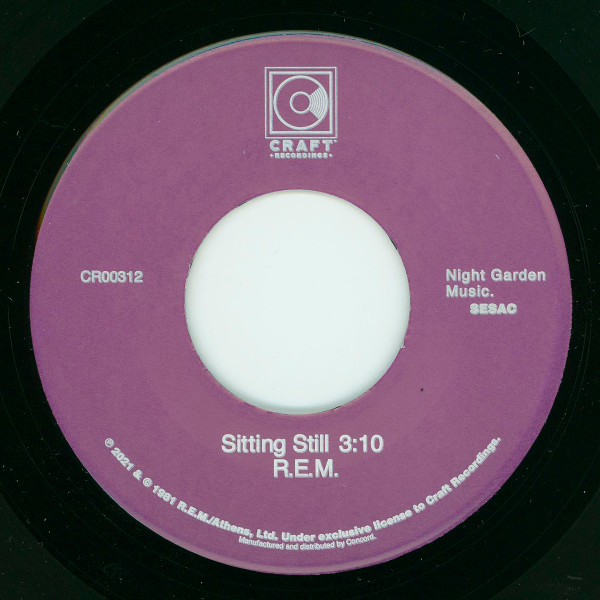 CRAFT
• RECORDINGS •
CR00312
Night Garden
Music.
SESAC
Sitting Still 3:10
R.E.M.
℗ 2021 & © 1981 R.E.M./Athens, Ltd. Under exclusive license to Craft Recordings.
Manufactured and distributed by Concord.